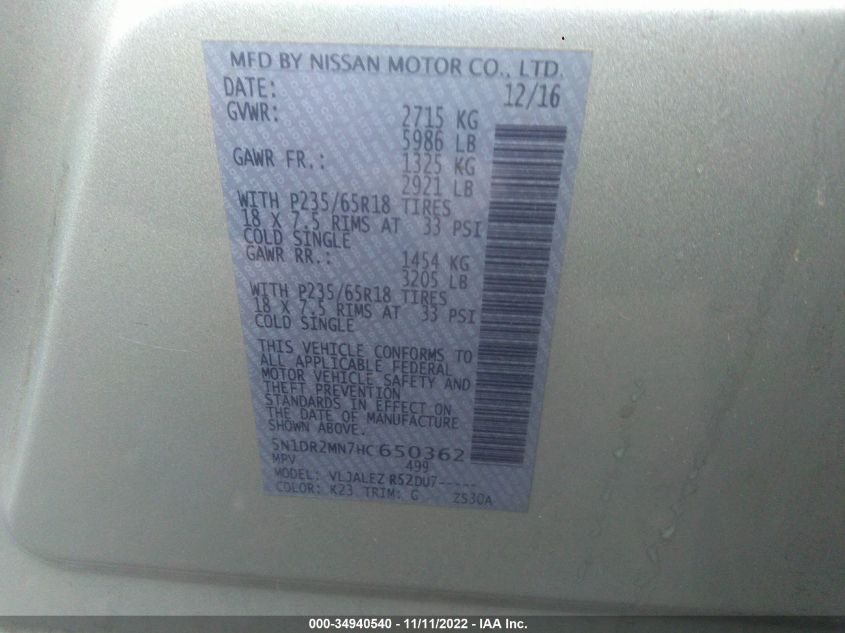 MFD BY NISSAN MOTOR CO., LTD.
DATE: 12/16
GVWR: 2715 KG
5986 LB
GAWR FR.: 1325 KG
2921 LB
WITH P235/65R18 TIRES
18 X 7.5 RIMS AT 33 PSI
COLD SINGLE
GAWR RR.: 1454 KG
3205 LB
WITH P235/65R18 TIRES
18 X 7.5 RIMS AT 33 PSI
COLD SINGLE
THIS VEHICLE CONFORMS TO
ALL APPLICABLE FEDERAL
MOTOR VEHICLE SAFETY AND
THEFT PREVENTION
STANDARDS IN EFFECT ON
THE DATE OF MANUFACTURE
SHOWN ABOVE.
5N1DR2MN7HC650362
MPV 499
MODEL: VLJALEZ R52DU7-----
COLOR: K23 TRIM: G ZS30A
000-34940540 - 11/11/2022 - IAA Inc.